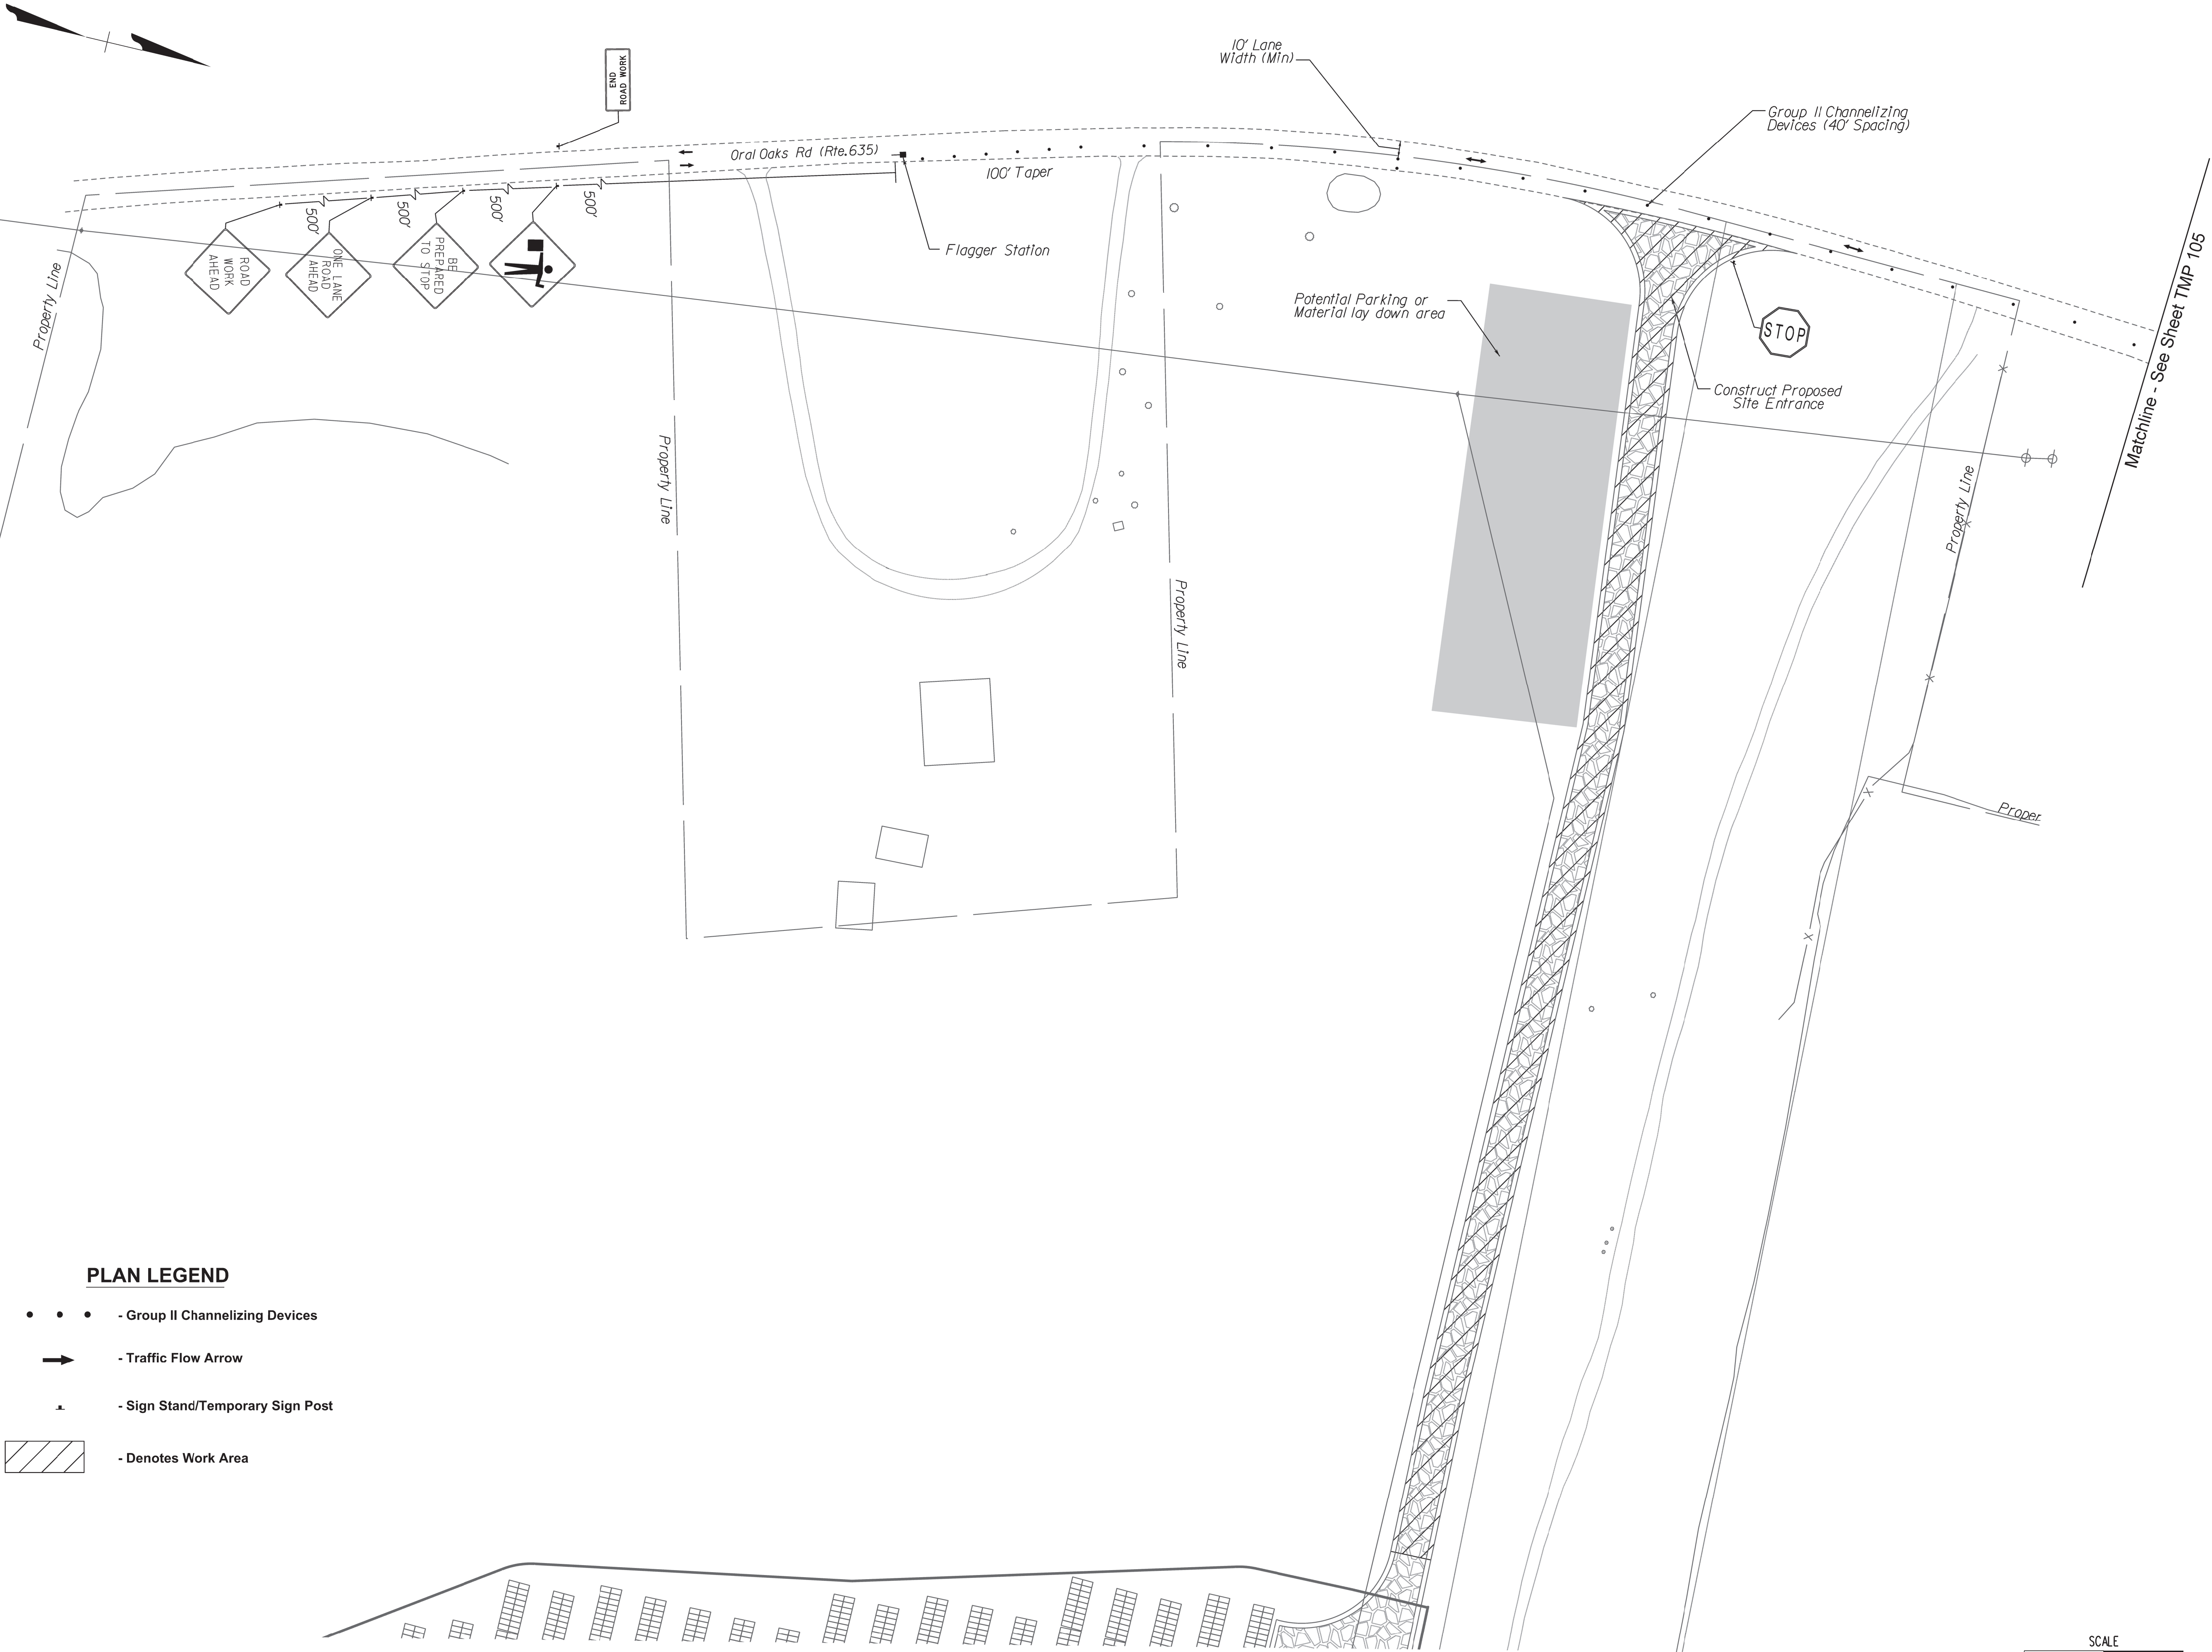 END
ROAD WORK
10' Lane
Width (Min)
Group II Channelizing
Devices (40' Spacing)
Oral Oaks Rd (Rte.635)
100' Taper
500'
500'
500'
500'
Flagger Station
ROAD
WORK
AHEAD
ONE LANE
ROAD
AHEAD
BE
PREPARED
TO STOP
Potential Parking or
Material lay down area
STOP
Construct Proposed
Site Entrance
Matchline - See Sheet TMP 105
Property Line
Property Line
Property Line
Property Line
Proper
PLAN LEGEND
- Group II Channelizing Devices
- Traffic Flow Arrow
- Sign Stand/Temporary Sign Post
- Denotes Work Area
SCALE